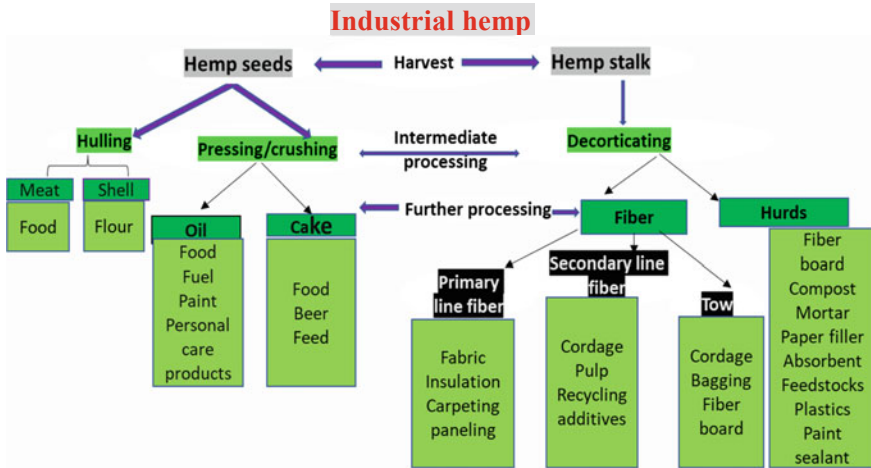 Industrial hemp
Hemp seeds
Harvest
Hemp stalk
Hulling
Pressing/crushing
Intermediate
processing
Decorticating
Meat
Shell
Food
Flour
Oil
Food
Fuel
Paint
Personal
care
products
Cake
Food
Beer
Feed
Further processing
Fiber
Hurds
Primary
line fiber
Fabric
Insulation
Carpeting
paneling
Secondary line
fiber
Cordage
Pulp
Recycling
additives
Tow
Cordage
Bagging
Fiber
board
Fiber
board
Compost
Mortar
Paper filler
Absorbent
Feedstocks
Plastics
Paint
sealant